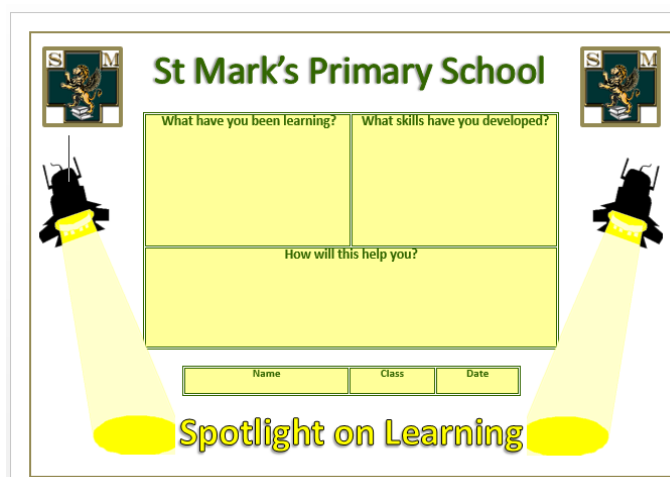 S M
St Mark's Primary School
S M
What have you been learning?
What skills have you developed?
How will this help you?
Name
Class
Date
Spotlight on Learning